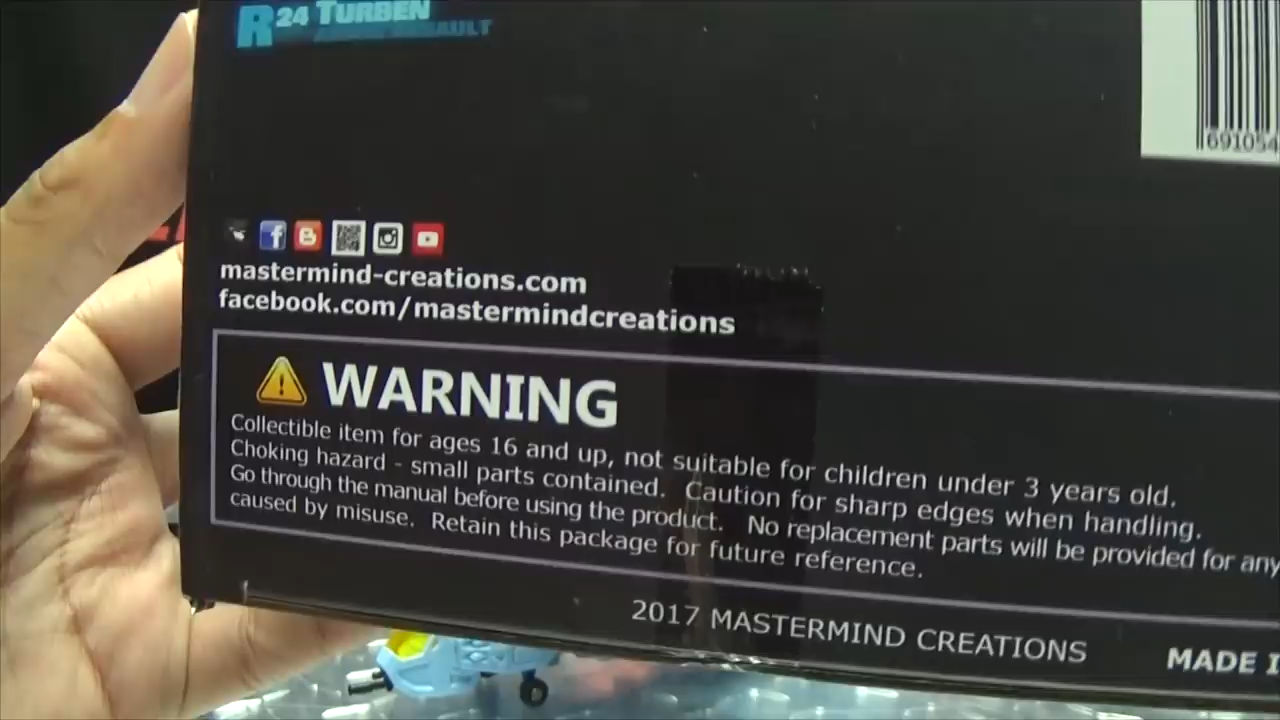 R24 TURBEN
691054
mastermind-creations.com
facebook.com/mastermindcreations
WARNING
Collectible item for ages 16 and up, not suitable for children under 3 years old.
Choking hazard - small parts contained. Caution for sharp edges when handling.
Go through the manual before using the product. No replacement parts will be provided for any
caused by misuse. Retain this package for future reference.
2017 MASTERMIND CREATIONS
MADE